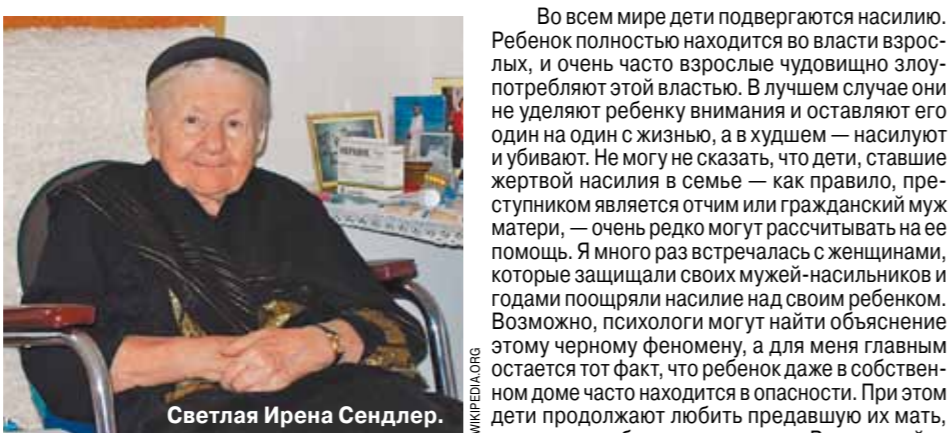 Во всем мире дети подвергаются насилию.
Ребенок полностью находится во власти взрос-
лых, и очень часто взрослые чудовищно злоу-
потребляют этой властью. В лучшем случае они
не уделяют ребенку внимания и оставляют его
один на один с жизнью, а в худшем — насилуют
и убивают. Не могу не сказать, что дети, ставшие
жертвой насилия в семье — как правило, пре-
ступником является отчим или гражданский муж
матери, — очень редко могут рассчитывать на ее
помощь. Я много раз встречалась с женщинами,
которые защищали своих мужей-насильников и
годами поощряли насилие над своим ребенком.
Возможно, психологи могут найти объяснение
этому черному феномену, а для меня главным
остается тот факт, что ребенок даже в собствен-
ном доме часто находится в опасности. При этом
дети продолжают любить предавшую их мать,
Светлая Ирена Сендлер.
WIKIPEDIA.ORG